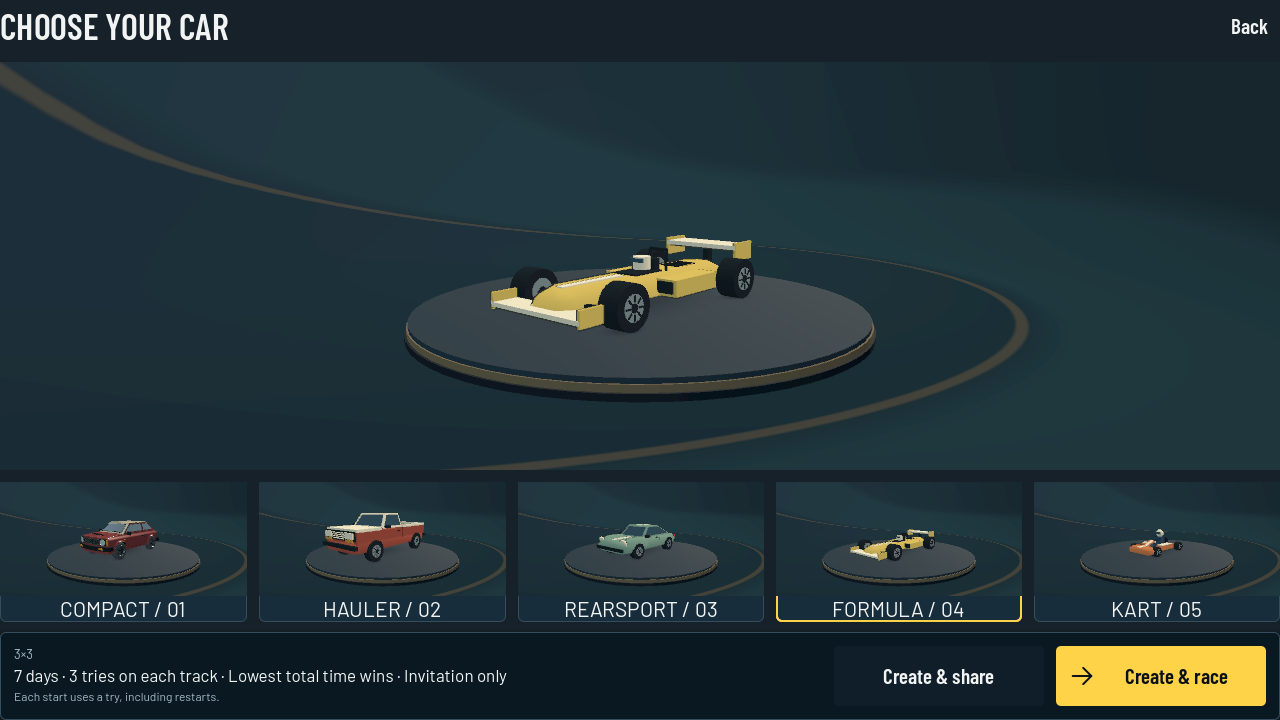 CHOOSE YOUR CAR
Back
COMPACT / 01
HAULER / 02
REARSPORT / 03
FORMULA / 04
KART / 05
3×3
7 days · 3 tries on each track · Lowest total time wins · Invitation only
Each start uses a try, including restarts.
Create & share
Create & race